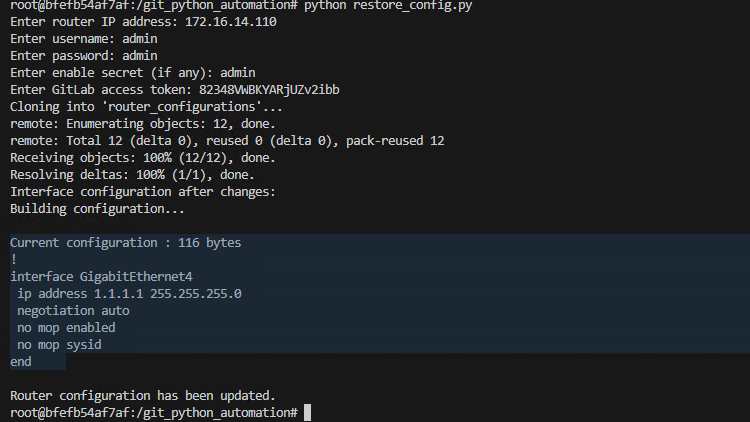 root@bfefb54af7af:/git_python_automation# python restore_config.py
Enter router IP address: 172.16.14.110
Enter username: admin
Enter password: admin
Enter enable secret (if any): admin
Enter GitLab access token: 82348VWBKYARjUZv2ibb
Cloning into 'router_configurations'...
remote: Enumerating objects: 12, done.
remote: Total 12 (delta 0), reused 0 (delta 0), pack-reused 12
Receiving objects: 100% (12/12), done.
Resolving deltas: 100% (1/1), done.
Interface configuration after changes:
Building configuration...
Current configuration : 116 bytes
!
interface GigabitEthernet4
 ip address 1.1.1.1 255.255.255.0
 negotiation auto
 no mop enabled
 no mop sysid
end
Router configuration has been updated.
root@bfefb54af7af:/git_python_automation#